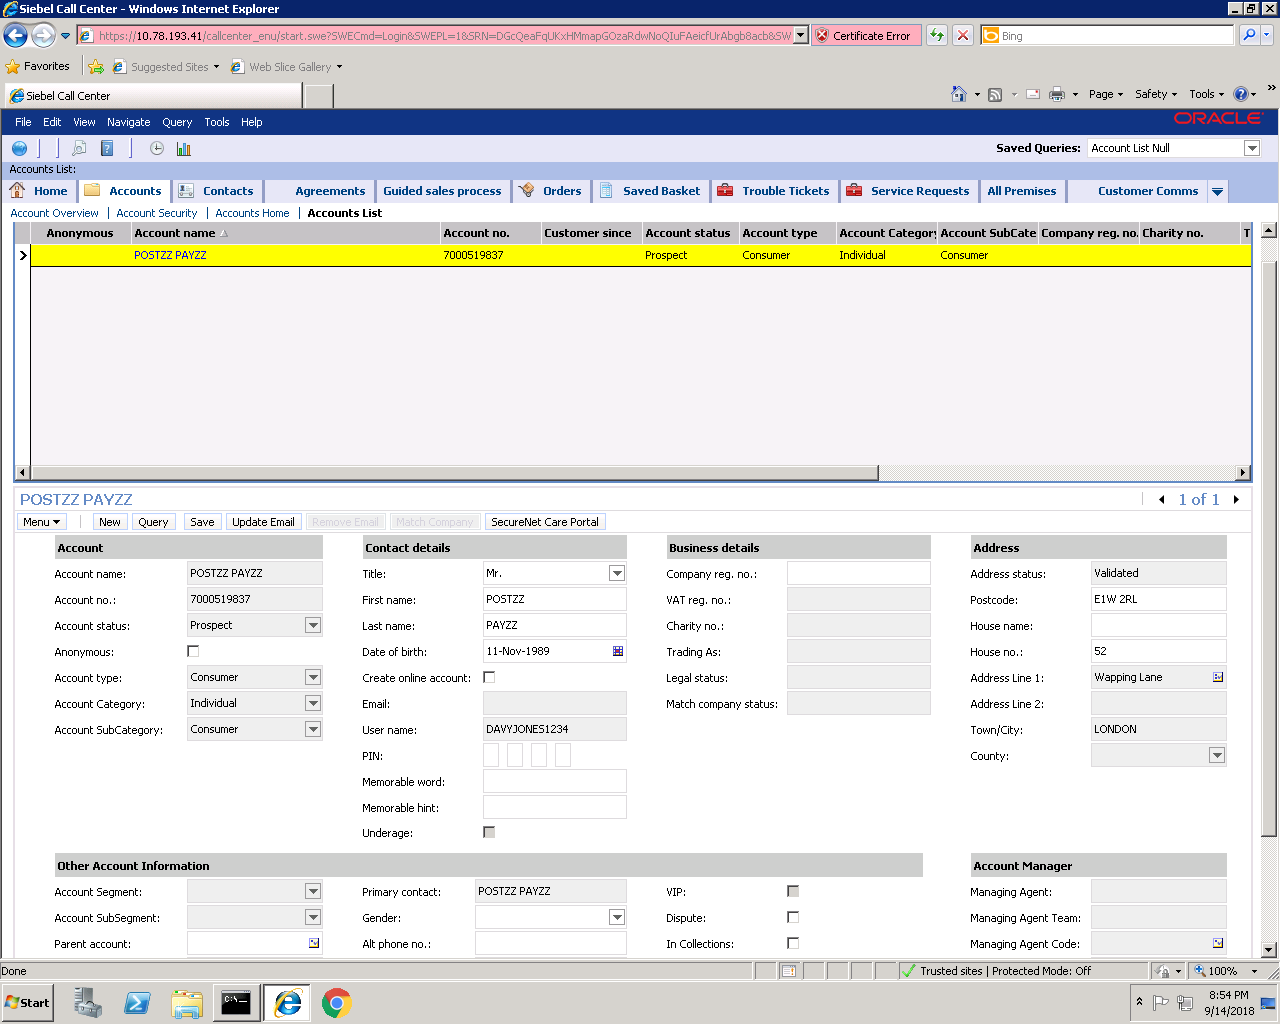 Siebel Call Center - Windows Internet Explorer
https://10.78.193.41/callcenter_enu/start.swe?SWECmd=Login&SWEPL=1&SRN=
Certificate Error
Bing
Favorites
Suggested Sites
Web Slice Gallery
Siebel Call Center
Page
Safety
Tools
File Edit View Navigate Query Tools Help
ORACLE
Saved Queries: Account List Null
Accounts List:
Home Accounts Contacts Agreements Guided sales process Orders Saved Basket Trouble Tickets Service Requests All Premises Customer Comms
Account Overview | Account Security | Accounts Home | Accounts List
Anonymous Account name Account no. Customer since Account status Account type Account Category Account SubCate Company reg. no. Charity no. T
POSTZZ PAYZZ 7000519837 Prospect Consumer Individual Consumer
POSTZZ PAYZZ
1 of 1
Menu New Query Save Update Email Remove Email Match Company SecureNet Care Portal
Account Contact details Business details Address
Account name: POSTZZ PAYZZ Title: Mr. Company reg. no.: Address status: Validated
Account no.: 7000519837 First name: POSTZZ VAT reg. no.: Postcode: E1W 2RL
Account status: Prospect Last name: PAYZZ Charity no.: House name:
Anonymous: Date of birth: 11-Nov-1989 Trading As: House no.: 52
Account type: Consumer Create online account: Legal status: Address Line 1: Wapping Lane
Account Category: Individual Email: Match company status: Address Line 2:
Account SubCategory: Consumer User name: DAVYJONES1234 Town/City: LONDON
PIN: County:
Memorable word:
Memorable hint:
Underage:
Other Account Information Account Manager
Account Segment: Primary contact: POSTZZ PAYZZ VIP: Managing Agent:
Account SubSegment: Gender: Dispute: Managing Agent Team:
Parent account: Alt phone no.: In Collections: Managing Agent Code:
Done
Trusted sites | Protected Mode: Off
100%
Start
8:54 PM
9/14/2018